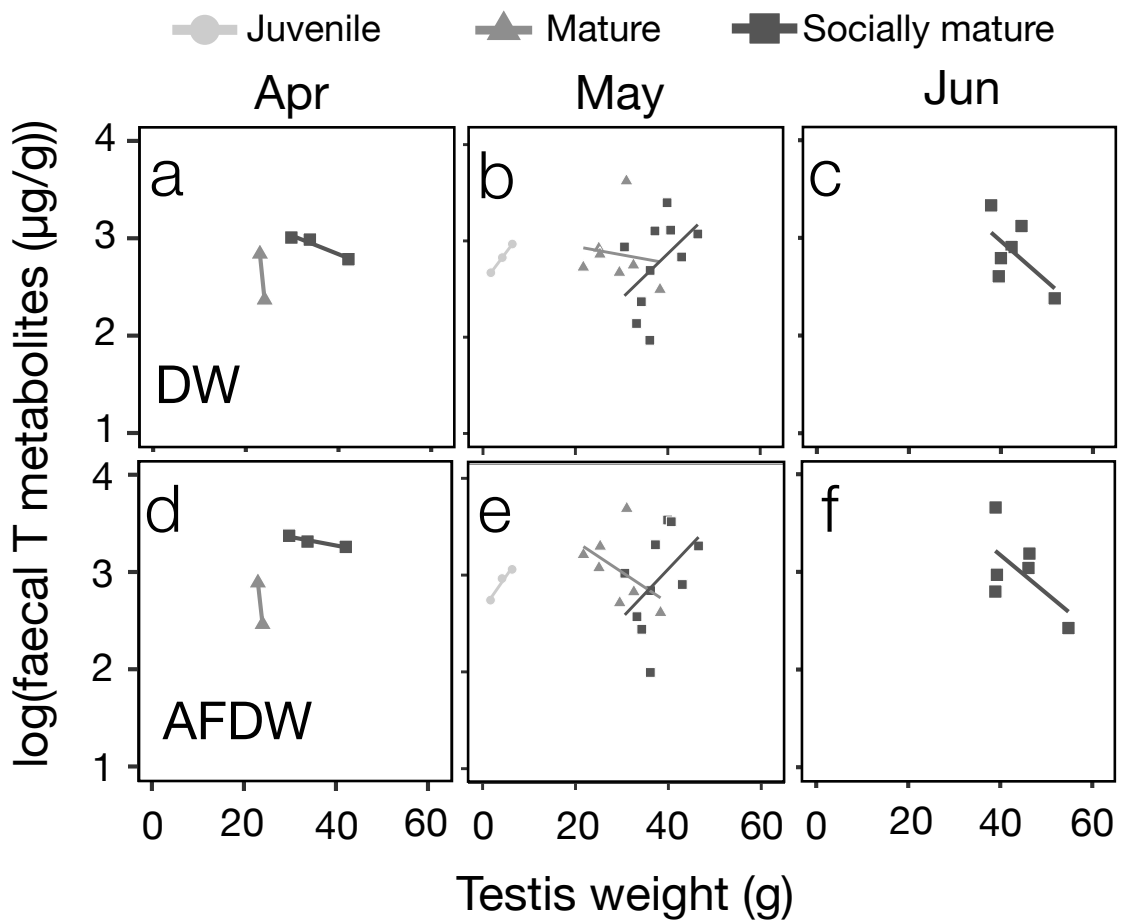 Juvenile Mature Socially mature
Apr May Jun
log(faecal T metabolites (µg/g))
4
3
2
1
a
DW
b
c
4
3
2
1
d
AFDW
e
f
0 20 40 60 0 20 40 60 0 20 40 60
Testis weight (g)